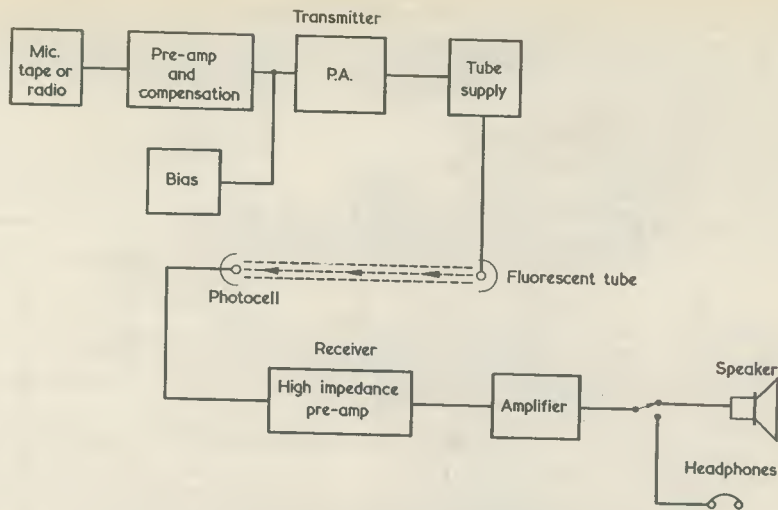 Transmitter
Mic.
tape or
radio
Pre-amp
and
compensation
P.A.
Tube
supply
Bias
Photocell
Fluorescent tube
Receiver
High impedance
pre-amp
Amplifier
Speaker
Headphones